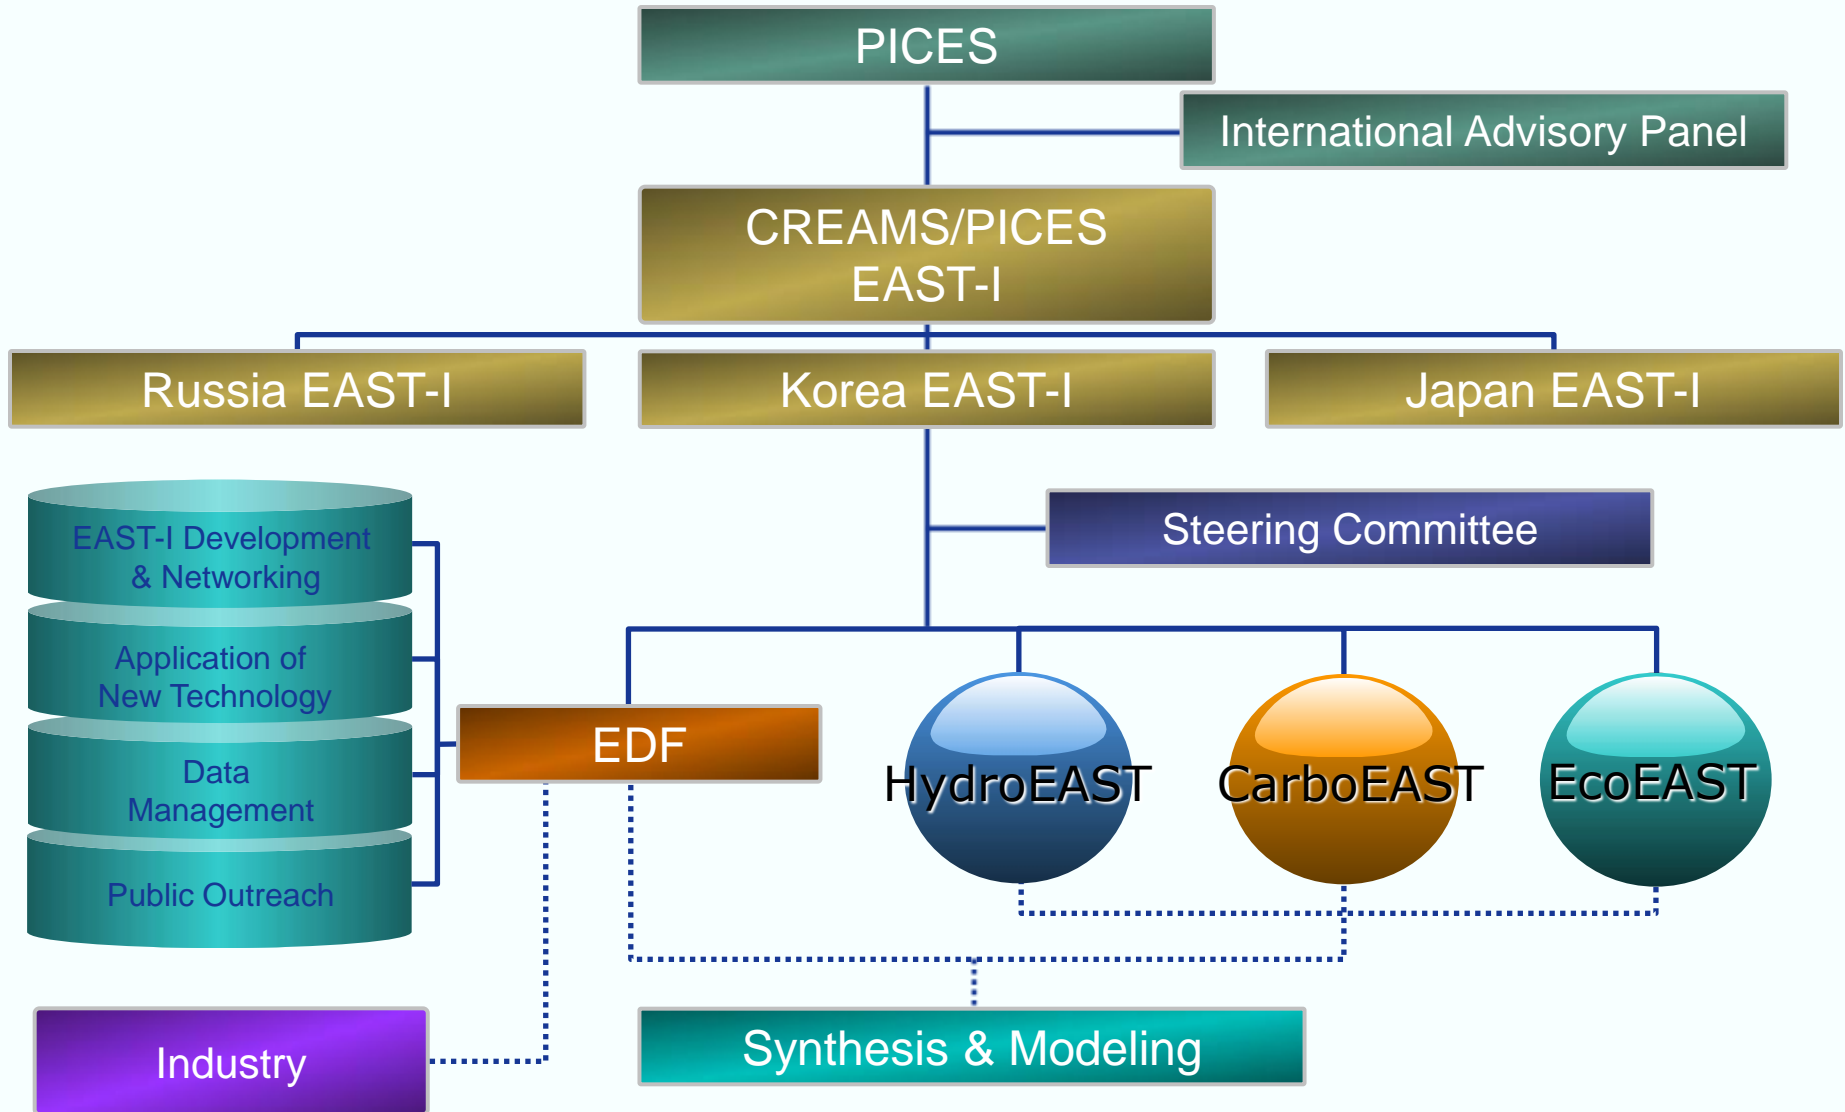 PICES
International Advisory Panel
CREAMS/PICES
EAST-I
Russia EAST-I
Korea EAST-I
Japan EAST-I
EAST-I Development
& Networking
Steering Committee
Application of
New Technology
EDF
HydroEAST
CarboEAST
EcoEAST
Data
Management
Public Outreach
Industry
Synthesis & Modeling